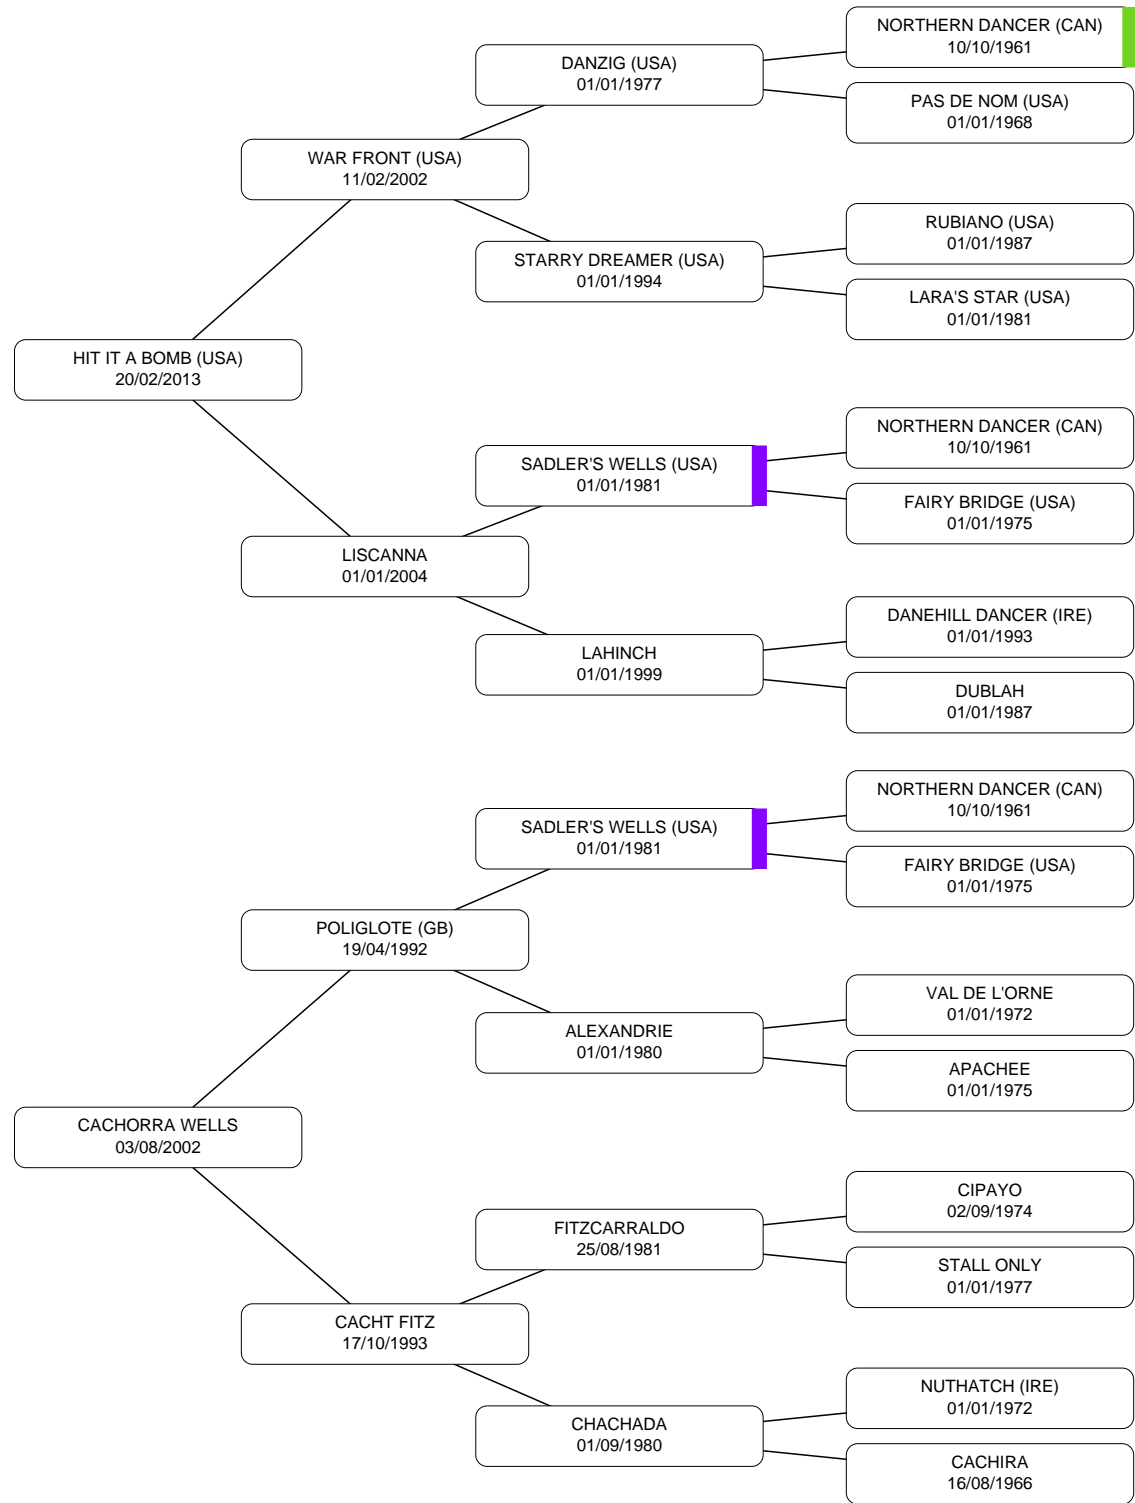 NORTHERN DANCER (CAN)
10/10/1961
DANZIG (USA)
01/01/1977
PAS DE NOM (USA)
01/01/1968
WAR FRONT (USA)
11/02/2002
RUBIANO (USA)
01/01/1987
STARRY DREAMER (USA)
01/01/1994
LARA'S STAR (USA)
01/01/1981
HIT IT A BOMB (USA)
20/02/2013
NORTHERN DANCER (CAN)
10/10/1961
SADLER'S WELLS (USA)
01/01/1981
FAIRY BRIDGE (USA)
01/01/1975
LISCANNA
01/01/2004
DANEHILL DANCER (IRE)
01/01/1993
LAHINCH
01/01/1999
DUBLAH
01/01/1987
NORTHERN DANCER (CAN)
10/10/1961
SADLER'S WELLS (USA)
01/01/1981
FAIRY BRIDGE (USA)
01/01/1975
POLIGLOTE (GB)
19/04/1992
VAL DE L'ORNE
01/01/1972
ALEXANDRIE
01/01/1980
APACHEE
01/01/1975
CACHORRA WELLS
03/08/2002
CIPAYO
02/09/1974
FITZCARRALDO
25/08/1981
STALL ONLY
01/01/1977
CACHT FITZ
17/10/1993
NUTHATCH (IRE)
01/01/1972
CHACHADA
01/09/1980
CACHIRA
16/08/1966